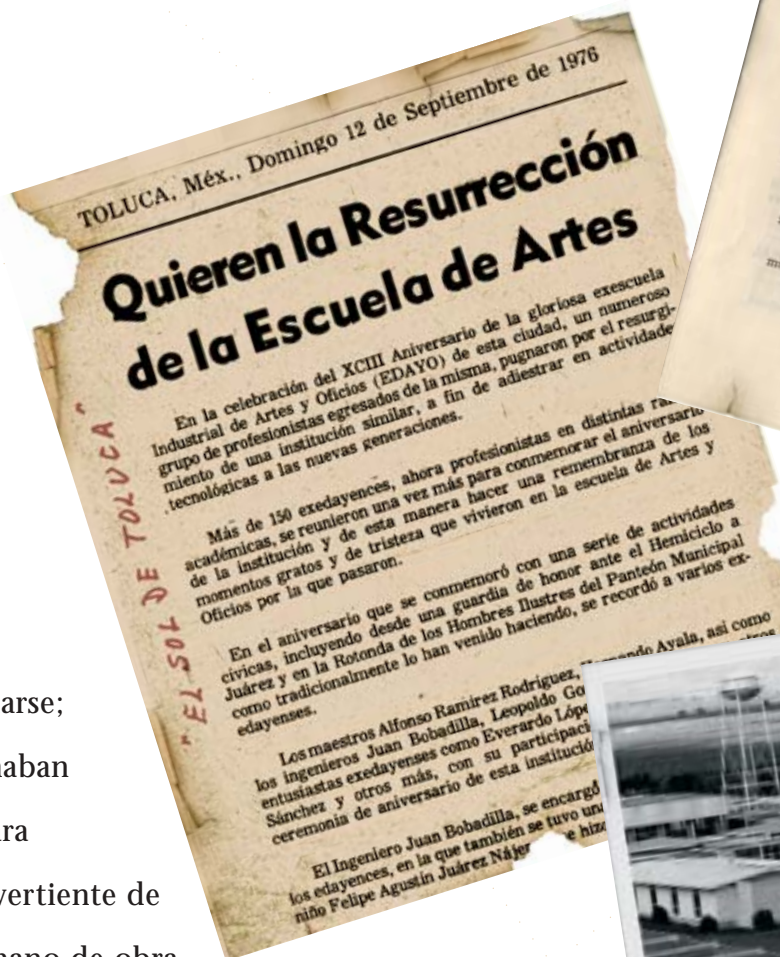 TOLUCA, Méx., Domingo 12 de Septiembre de 1976
Quieren la Resurrección
de la Escuela de Artes
En la celebración del XCIII Aniversario de la gloriosa exescuela
Industrial de Artes y Oficios (EDAYO) de esta ciudad, un numeroso
grupo de profesionistas egresados de la misma, pugnaron por el resurgi-
miento de una institución similar, a fin de adiestrar en actividade
tecnológicas a las nuevas generaciones.
Más de 150 exedayences, ahora profesionistas en distintas
académicas, se reunieron una vez más para conmemorar el aniversario
de la institución y de esta manera hacer una remembranza de los
momentos gratos y de tristeza que vivieron en la escuela de Artes y
Oficios por la que pasaron.
En el aniversario que se conmemoró con una serie de actividades
cívicas, incluyendo desde una guardia de honor ante el Hemiciclo a
Juárez y en la Rotonda de los Hombres Ilustres del Panteón Municipal
como tradicionalmente lo han venido haciendo, se recordó a varios ex-
edayenses.
Los maestros Alfonso Ramírez Rodríguez, Ayala, así como
los ingenieros Juan Bobadilla, Leopoldo Go
entusiastas exedayenses como Everardo Lópe
Sánchez y otros más, con su participaci
ceremonia de aniversario de esta institución
El Ingeniero Juan Bobadilla, se encargó
los edayences, en la que también se tuvo un
niño Felipe Agustín Juárez Nájer e hizo
"EL SOL DE TOLUCA"
arse;
naban
ra
vertiente de
mano de obra